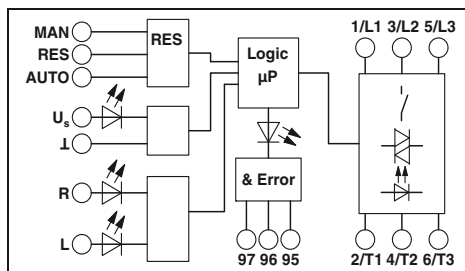 MAN
RES
AUTO
RES
Us
⊥
R
L
Logic
µP
& Error
97 96 95
1/L1 3/L2 5/L3
2/T1 4/T2 6/T3